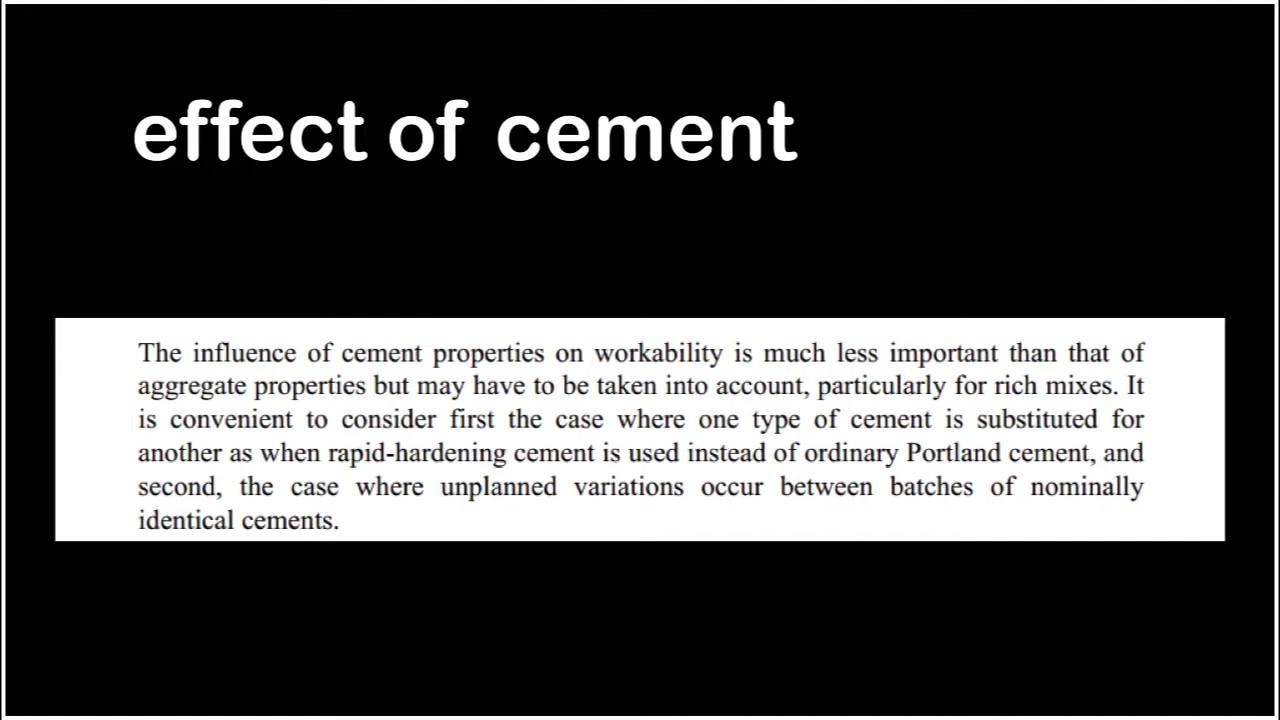 effect of cement
The influence of cement properties on workability is much less important than that of
aggregate properties but may have to be taken into account, particularly for rich mixes. It
is convenient to consider first the case where one type of cement is substituted for
another as when rapid-hardening cement is used instead of ordinary Portland cement, and
second, the case where unplanned variations occur between batches of nominally
identical cements.